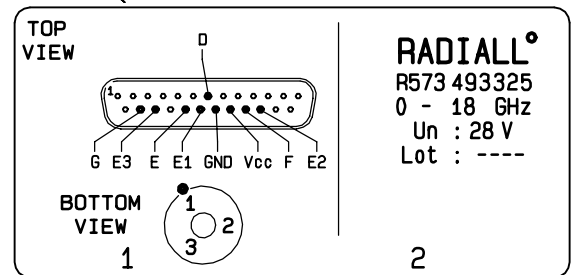 TOP
VIEW
D
1
G E3 E E1 GND Vcc F E2
BOTTOM
VIEW
1
2
3
1
RADIALL°
R573 493325
0 - 18 GHz
Un : 28 V
Lot : ----
2